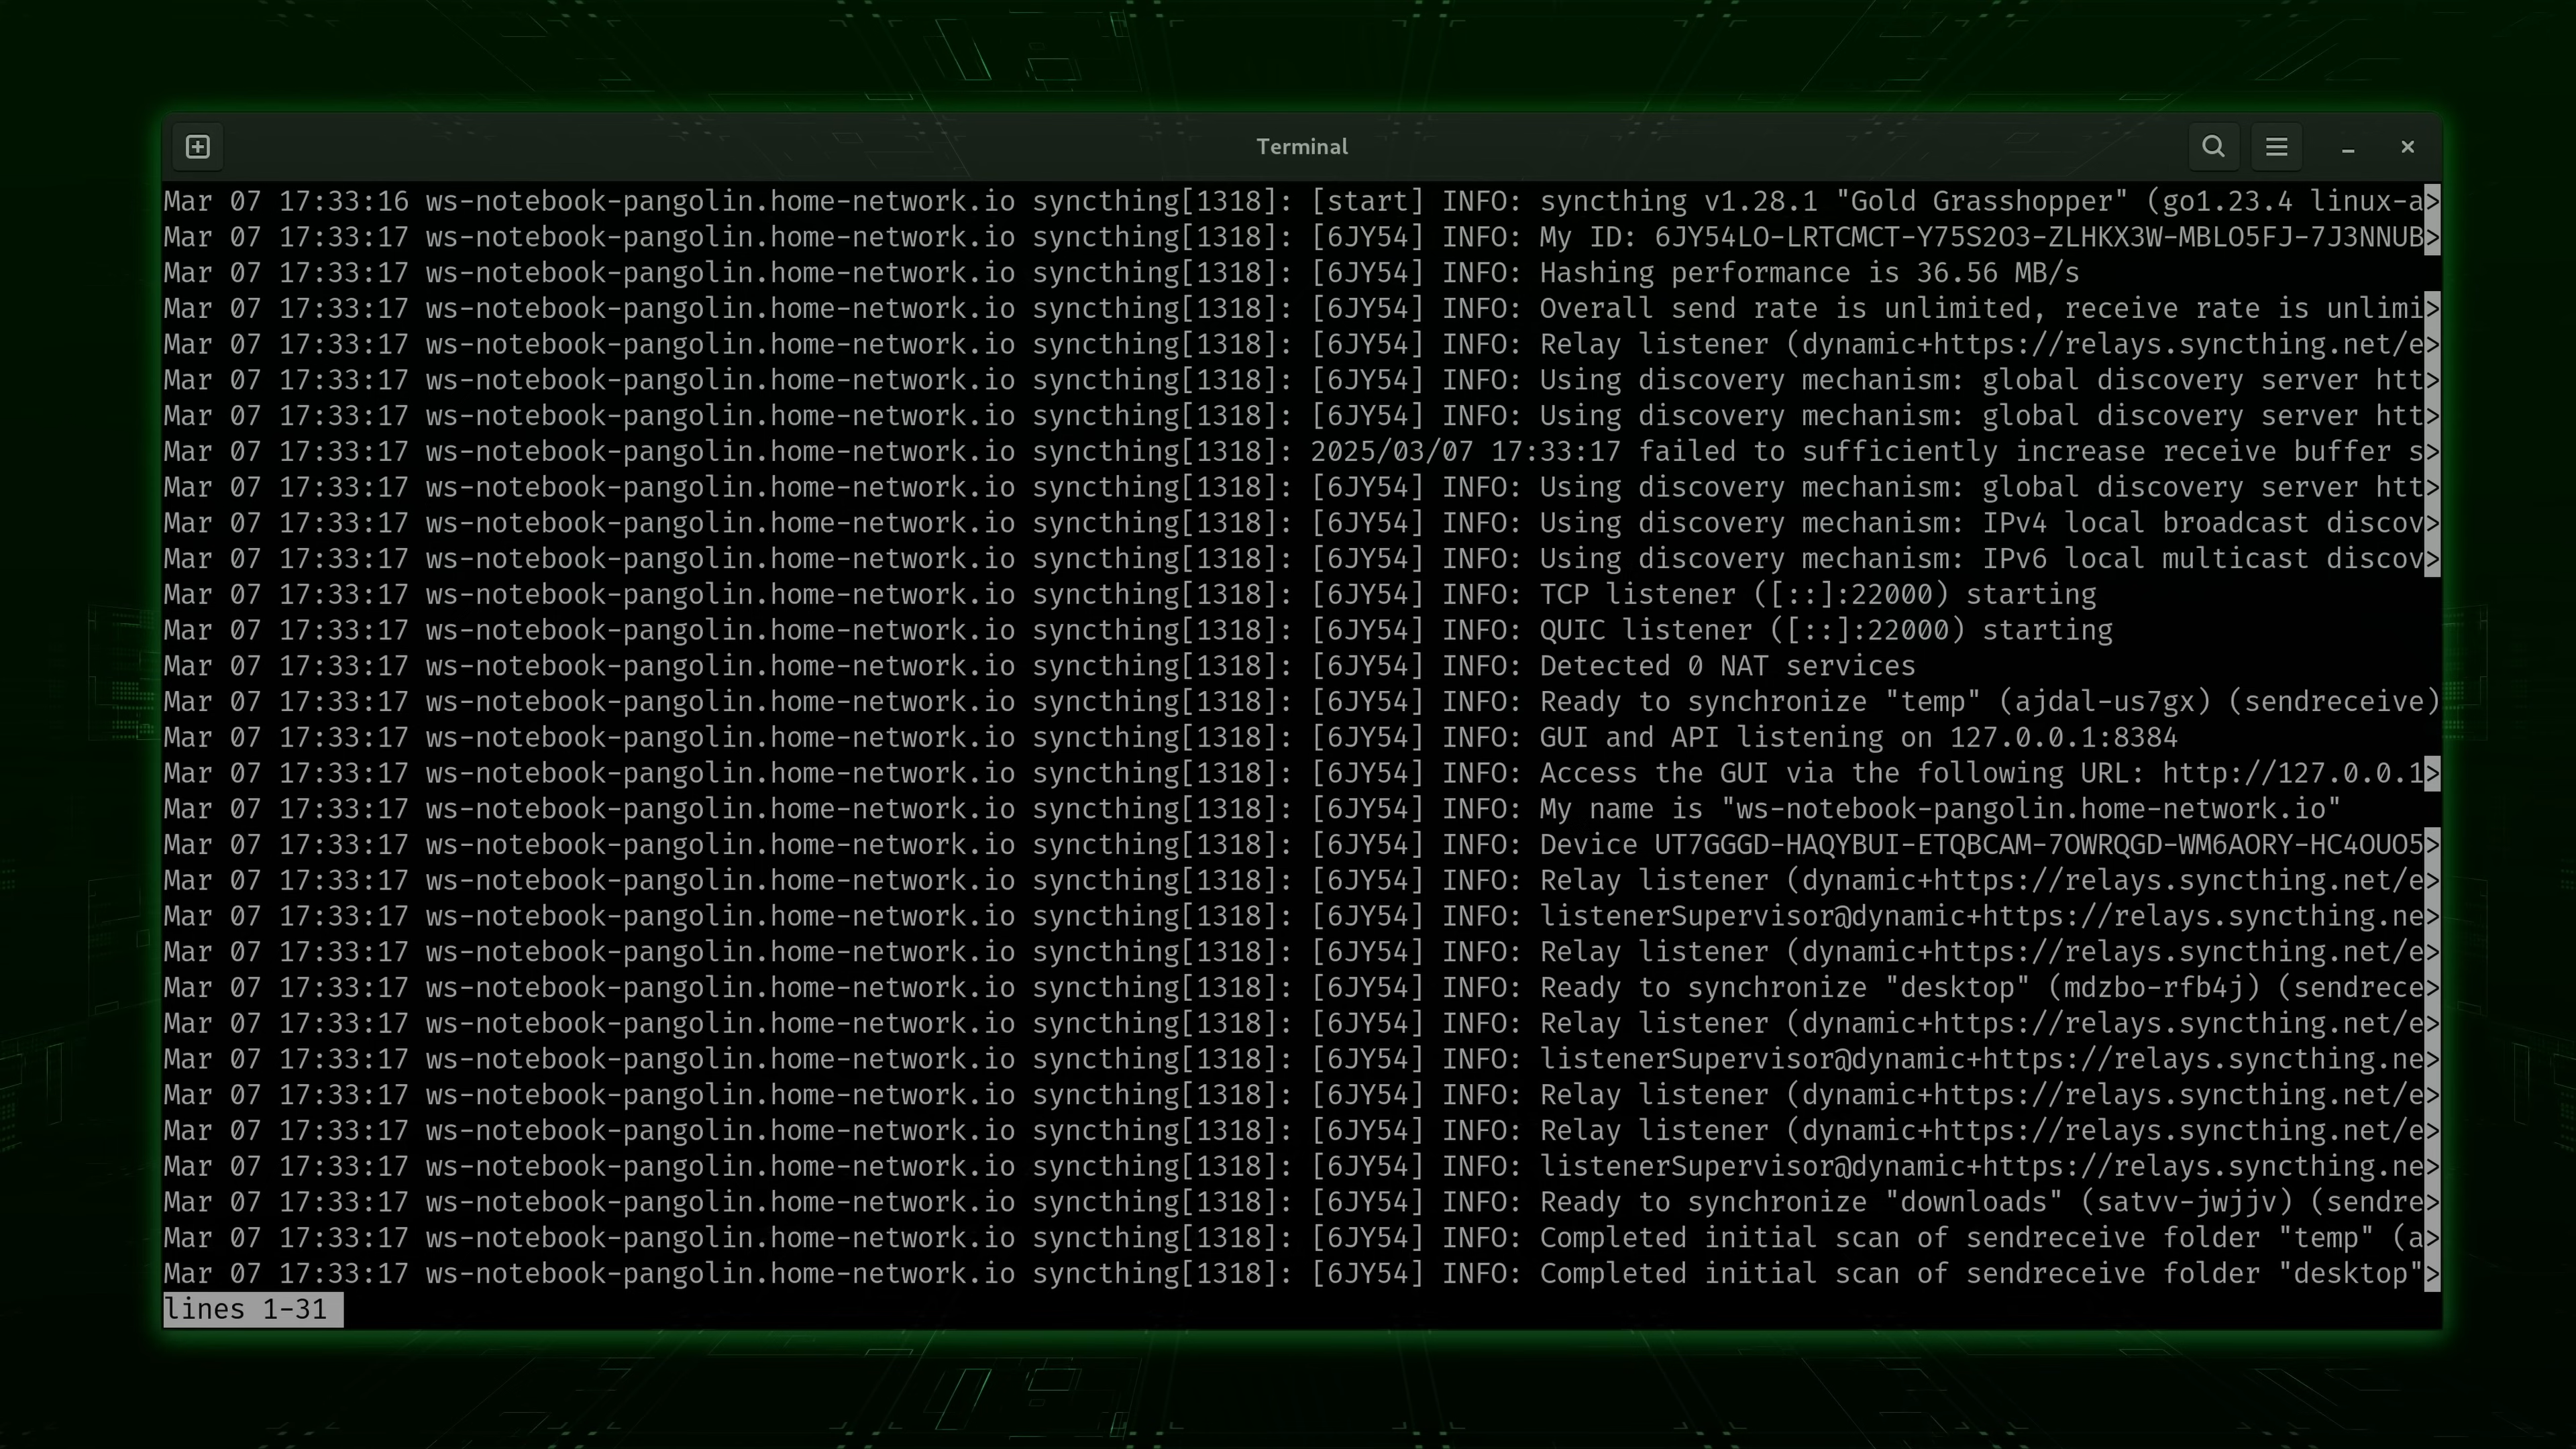 Terminal
Mar 07 17:33:16 ws-notebook-pangolin.home-network.io syncthing[1318]: [start] INFO: syncthing v1.28.1 "Gold Grasshopper" (go1.23.4 linux-a>
Mar 07 17:33:17 ws-notebook-pangolin.home-network.io syncthing[1318]: [6JY54] INFO: My ID: 6JY54LO-LRTCMCT-Y75S2O3-ZLHKX3W-MBLO5FJ-7J3NNUB>
Mar 07 17:33:17 ws-notebook-pangolin.home-network.io syncthing[1318]: [6JY54] INFO: Hashing performance is 36.56 MB/s
Mar 07 17:33:17 ws-notebook-pangolin.home-network.io syncthing[1318]: [6JY54] INFO: Overall send rate is unlimited, receive rate is unlimi>
Mar 07 17:33:17 ws-notebook-pangolin.home-network.io syncthing[1318]: [6JY54] INFO: Relay listener (dynamic+https://relays.syncthing.net/e>
Mar 07 17:33:17 ws-notebook-pangolin.home-network.io syncthing[1318]: [6JY54] INFO: Using discovery mechanism: global discovery server htt>
Mar 07 17:33:17 ws-notebook-pangolin.home-network.io syncthing[1318]: [6JY54] INFO: Using discovery mechanism: global discovery server htt>
Mar 07 17:33:17 ws-notebook-pangolin.home-network.io syncthing[1318]: 2025/03/07 17:33:17 failed to sufficiently increase receive buffer s>
Mar 07 17:33:17 ws-notebook-pangolin.home-network.io syncthing[1318]: [6JY54] INFO: Using discovery mechanism: global discovery server htt>
Mar 07 17:33:17 ws-notebook-pangolin.home-network.io syncthing[1318]: [6JY54] INFO: Using discovery mechanism: IPv4 local broadcast discov>
Mar 07 17:33:17 ws-notebook-pangolin.home-network.io syncthing[1318]: [6JY54] INFO: Using discovery mechanism: IPv6 local multicast discov>
Mar 07 17:33:17 ws-notebook-pangolin.home-network.io syncthing[1318]: [6JY54] INFO: TCP listener ([::]:22000) starting
Mar 07 17:33:17 ws-notebook-pangolin.home-network.io syncthing[1318]: [6JY54] INFO: QUIC listener ([::]:22000) starting
Mar 07 17:33:17 ws-notebook-pangolin.home-network.io syncthing[1318]: [6JY54] INFO: Detected 0 NAT services
Mar 07 17:33:17 ws-notebook-pangolin.home-network.io syncthing[1318]: [6JY54] INFO: Ready to synchronize "temp" (ajdal-us7gx) (sendreceive)
Mar 07 17:33:17 ws-notebook-pangolin.home-network.io syncthing[1318]: [6JY54] INFO: GUI and API listening on 127.0.0.1:8384
Mar 07 17:33:17 ws-notebook-pangolin.home-network.io syncthing[1318]: [6JY54] INFO: Access the GUI via the following URL: http://127.0.0.1>
Mar 07 17:33:17 ws-notebook-pangolin.home-network.io syncthing[1318]: [6JY54] INFO: My name is "ws-notebook-pangolin.home-network.io"
Mar 07 17:33:17 ws-notebook-pangolin.home-network.io syncthing[1318]: [6JY54] INFO: Device UT7GGGD-HAQYBUI-ETQBCAM-7OWRQGD-WM6AORY-HC4OUO5>
Mar 07 17:33:17 ws-notebook-pangolin.home-network.io syncthing[1318]: [6JY54] INFO: Relay listener (dynamic+https://relays.syncthing.net/e>
Mar 07 17:33:17 ws-notebook-pangolin.home-network.io syncthing[1318]: [6JY54] INFO: listenerSupervisor@dynamic+https://relays.syncthing.ne>
Mar 07 17:33:17 ws-notebook-pangolin.home-network.io syncthing[1318]: [6JY54] INFO: Relay listener (dynamic+https://relays.syncthing.net/e>
Mar 07 17:33:17 ws-notebook-pangolin.home-network.io syncthing[1318]: [6JY54] INFO: Ready to synchronize "desktop" (mdzbo-rfb4j) (sendrece>
Mar 07 17:33:17 ws-notebook-pangolin.home-network.io syncthing[1318]: [6JY54] INFO: Relay listener (dynamic+https://relays.syncthing.net/e>
Mar 07 17:33:17 ws-notebook-pangolin.home-network.io syncthing[1318]: [6JY54] INFO: listenerSupervisor@dynamic+https://relays.syncthing.ne>
Mar 07 17:33:17 ws-notebook-pangolin.home-network.io syncthing[1318]: [6JY54] INFO: Relay listener (dynamic+https://relays.syncthing.net/e>
Mar 07 17:33:17 ws-notebook-pangolin.home-network.io syncthing[1318]: [6JY54] INFO: Relay listener (dynamic+https://relays.syncthing.net/e>
Mar 07 17:33:17 ws-notebook-pangolin.home-network.io syncthing[1318]: [6JY54] INFO: listenerSupervisor@dynamic+https://relays.syncthing.ne>
Mar 07 17:33:17 ws-notebook-pangolin.home-network.io syncthing[1318]: [6JY54] INFO: Ready to synchronize "downloads" (satvv-jwjjv) (sendre>
Mar 07 17:33:17 ws-notebook-pangolin.home-network.io syncthing[1318]: [6JY54] INFO: Completed initial scan of sendreceive folder "temp" (a>
Mar 07 17:33:17 ws-notebook-pangolin.home-network.io syncthing[1318]: [6JY54] INFO: Completed initial scan of sendreceive folder "desktop">
lines 1-31